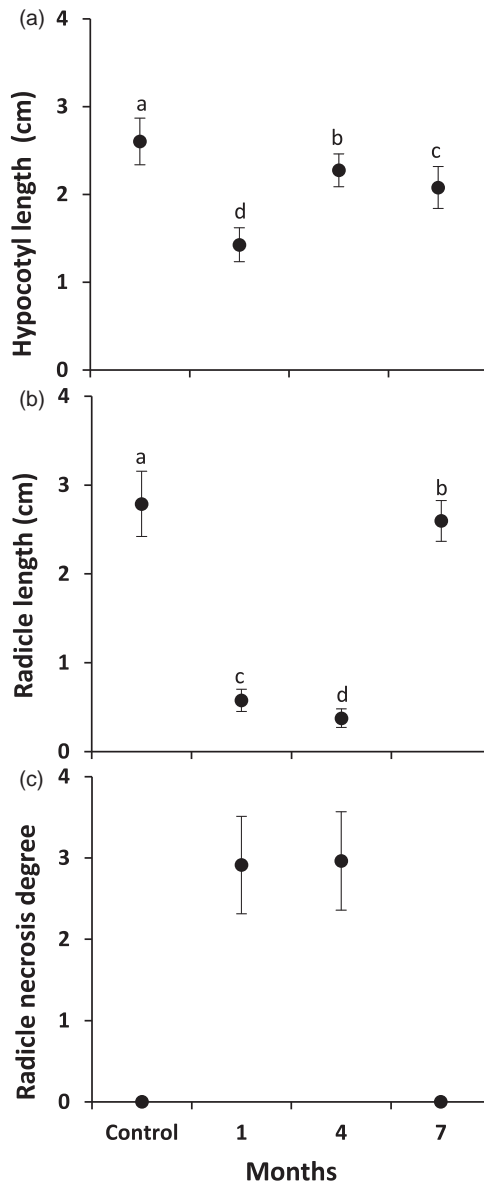 (a)
4
3
2
1
0
Hypocotyl length (cm)
a
d
b
c
(b)
4
3
2
1
0
Radicle length (cm)
a
c
d
b
(c)
4
3
2
1
0
Radicle necrosis degree
Control 1 4 7
Months